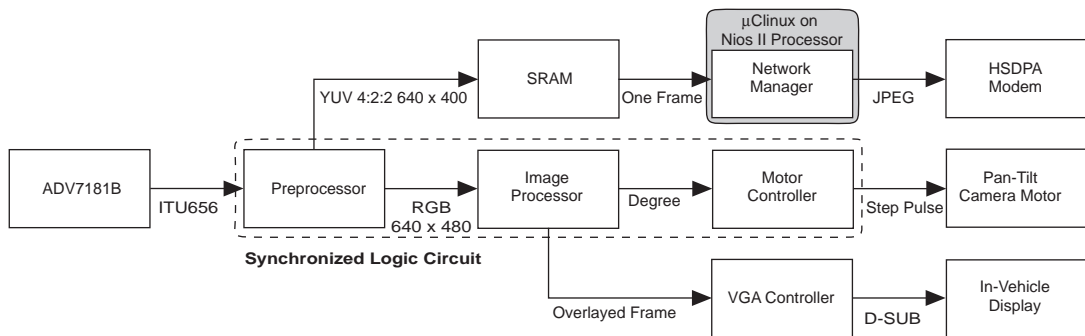 μClinux on
Nios II Processor
SRAM
Network
Manager
HSDPA
Modem
YUV 4:2:2 640 x 400
One Frame
JPEG
ADV7181B
Preprocessor
Image
Processor
Motor
Controller
Pan-Tilt
Camera Motor
ITU656
RGB
640 x 480
Degree
Step Pulse
Synchronized Logic Circuit
VGA Controller
In-Vehicle
Display
Overlayed Frame
D-SUB